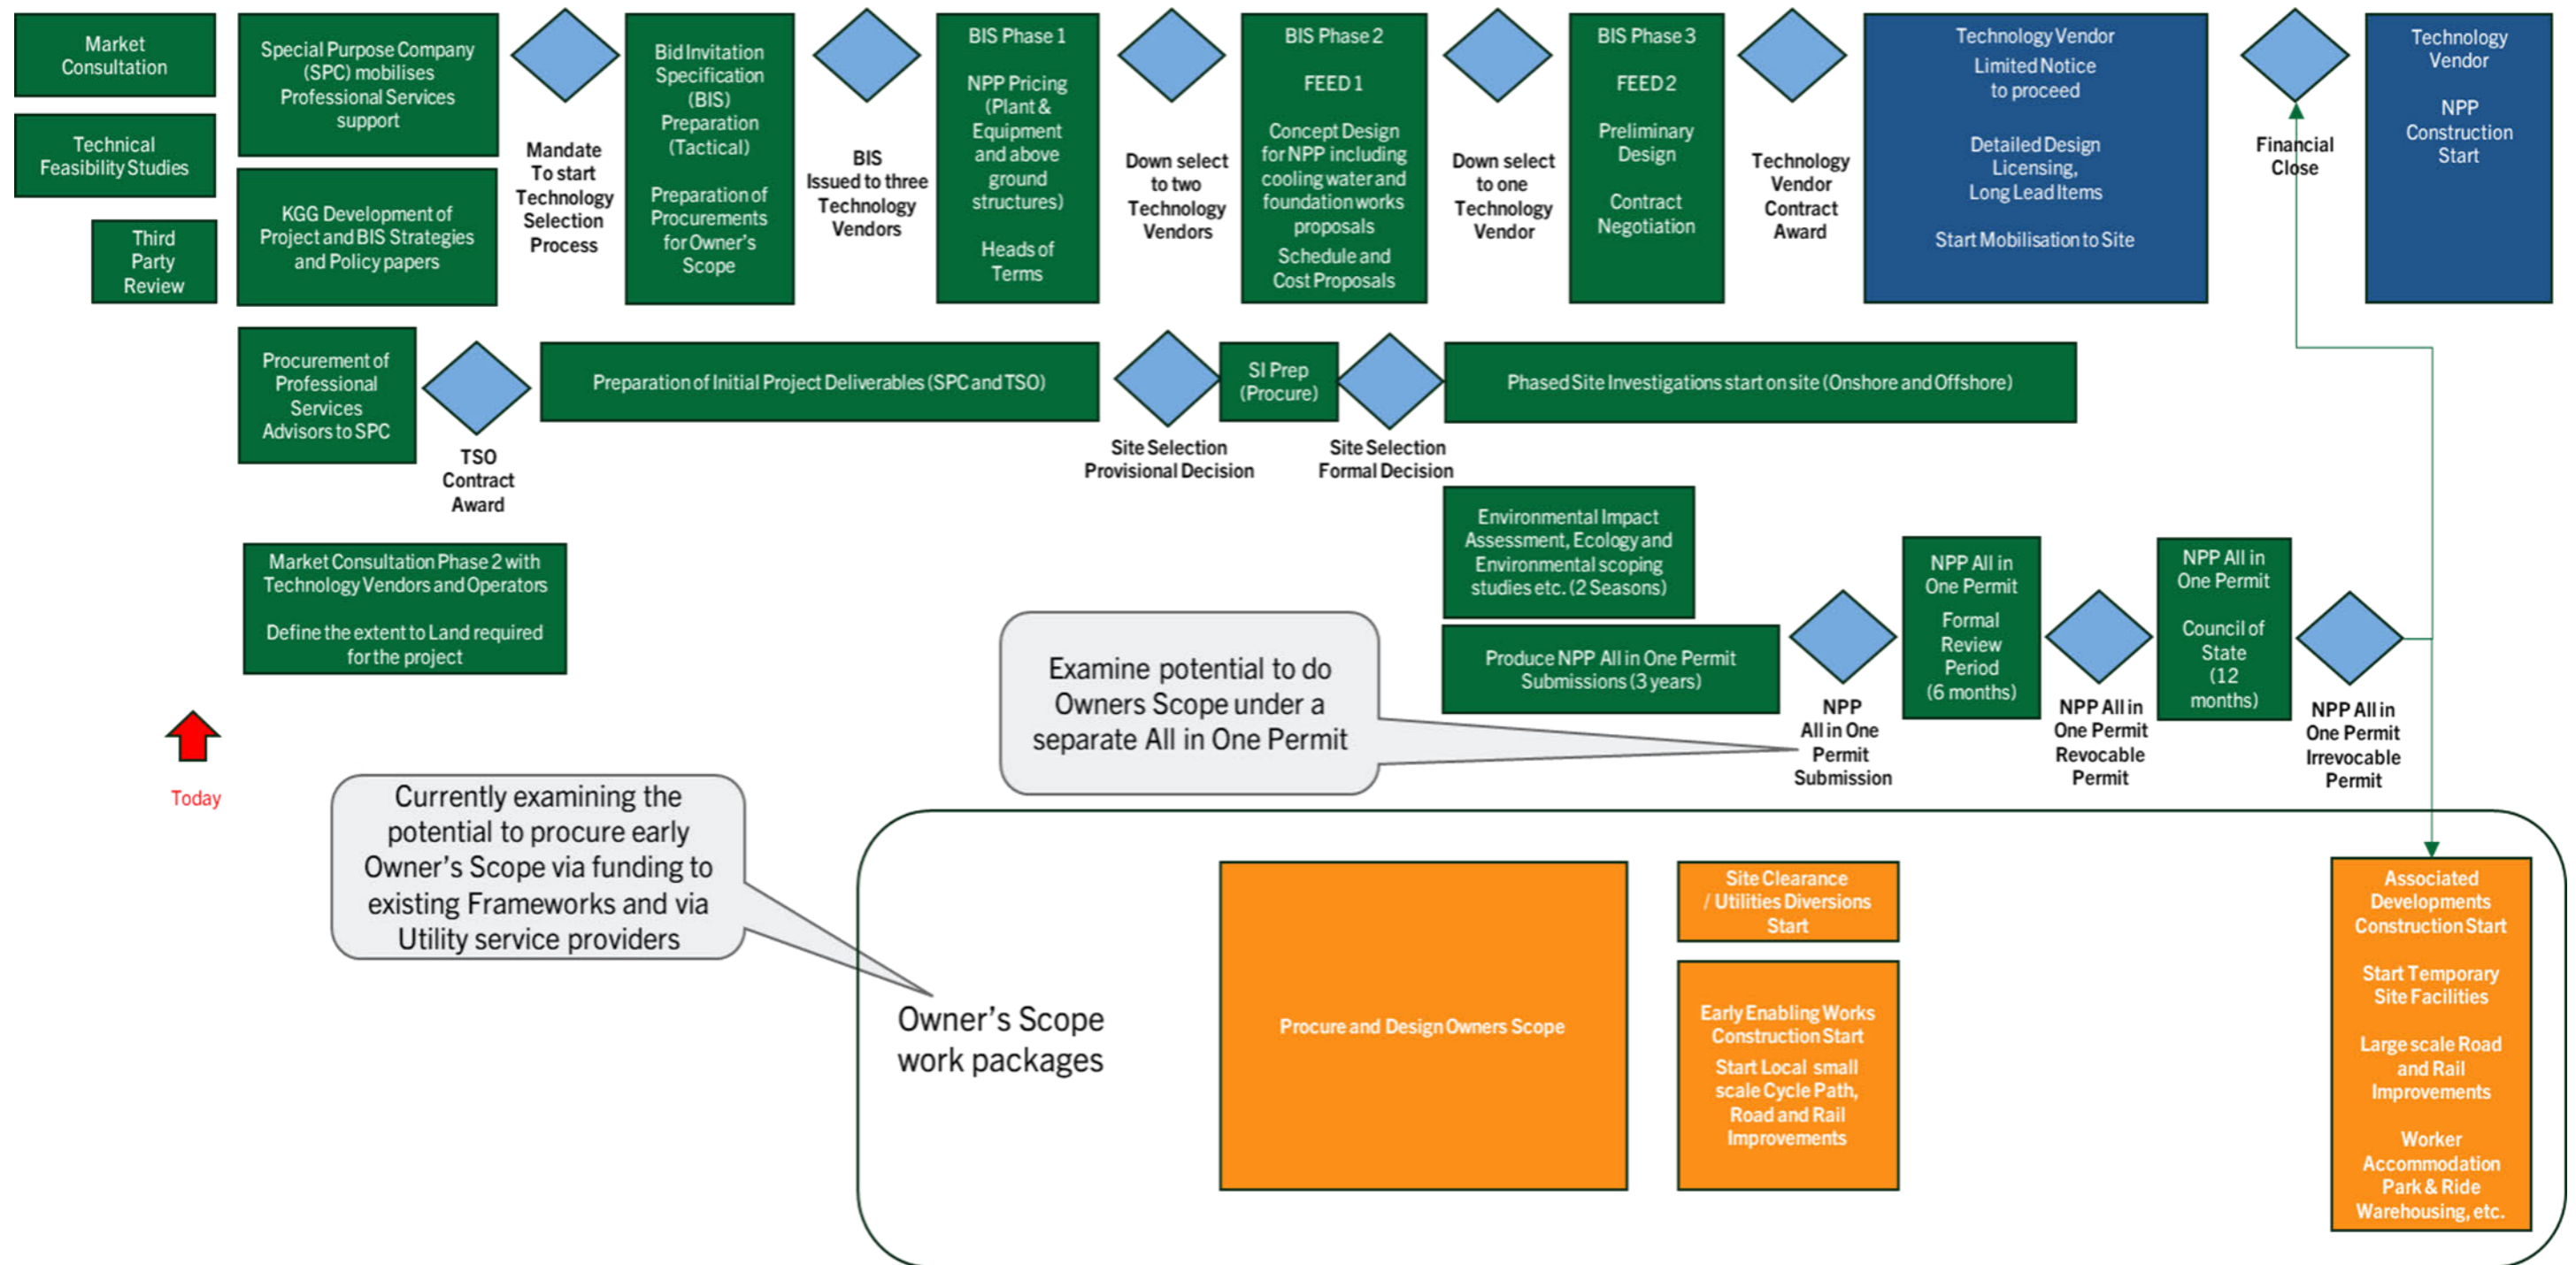 Market
Consultation
Technical
Feasibility Studies
Third
Party
Review
Special Purpose Company
(SPC) mobilises
Professional Services
support
KGG Development of
Project and BIS Strategies
and Policy papers
Mandate
To start
Technology
Selection
Process
Bid Invitation
Specification
(BIS)
Preparation
(Tactical)
Preparation of
Procurements
for Owner's
Scope
BIS
Issued to three
Technology
Vendors
BIS Phase 1
NPP Pricing
(Plant &
Equipment
and above
ground
structures)
Heads of
Terms
Down select
to two
Technology
Vendors
BIS Phase 2
FEED 1
Concept Design
for NPP including
cooling water and
foundation works
proposals
Schedule and
Cost Proposals
Down select
to one
Technology
Vendor
BIS Phase 3
FEED 2
Preliminary
Design
Contract
Negotiation
Technology
Vendor
Contract
Award
Technology Vendor
Limited Notice
to proceed
Detailed Design
Licensing,
Long Lead Items
Start Mobilisation to Site
Financial
Close
Technology
Vendor
NPP
Construction
Start
Procurement of
Professional
Services
Advisors to SPC
TSO
Contract
Award
Preparation of Initial Project Deliverables (SPC and TSO)
Site Selection
Provisional Decision
SI Prep
(Procure)
Site Selection
Formal Decision
Phased Site Investigations start on site (Onshore and Offshore)
Market Consultation Phase 2 with
Technology Vendors and Operators
Define the extent to Land required
for the project
Environmental Impact
Assessment, Ecology and
Environmental scoping
studies etc. (2 Seasons)
Produce NPP All in One Permit
Submissions (3 years)
NPP
All in One
Permit
Submission
NPP All in
One Permit
Formal
Review
Period
(6 months)
NPP All in
One Permit
Revocable
Permit
NPP All in
One Permit
Council of
State
(12
months)
NPP All in
One Permit
Irrevocable
Permit
Examine potential to do
Owners Scope under a
separate All in One Permit
Today
Currently examining the
potential to procure early
Owner's Scope via funding to
existing Frameworks and via
Utility service providers
Owner's Scope
work packages
Procure and Design Owners Scope
Site Clearance
/ Utilities Diversions
Start
Early Enabling Works
Construction Start
Start Local small
scale Cycle Path,
Road and Rail
Improvements
Associated
Developments
Construction Start
Start Temporary
Site Facilities
Large scale Road
and Rail
Improvements
Worker
Accommodation
Park & Ride
Warehousing, etc.